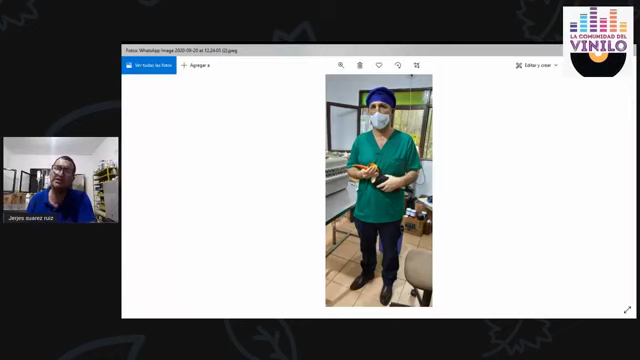 LA COMUNIDAD DEL
VINILO
Fotos: WhatsApp Image 2020-09-20 at 12.24.05 (2).jpeg
Ver todas las fotos
Agregar a
Editar y crear
Jerjes suarez ruiz